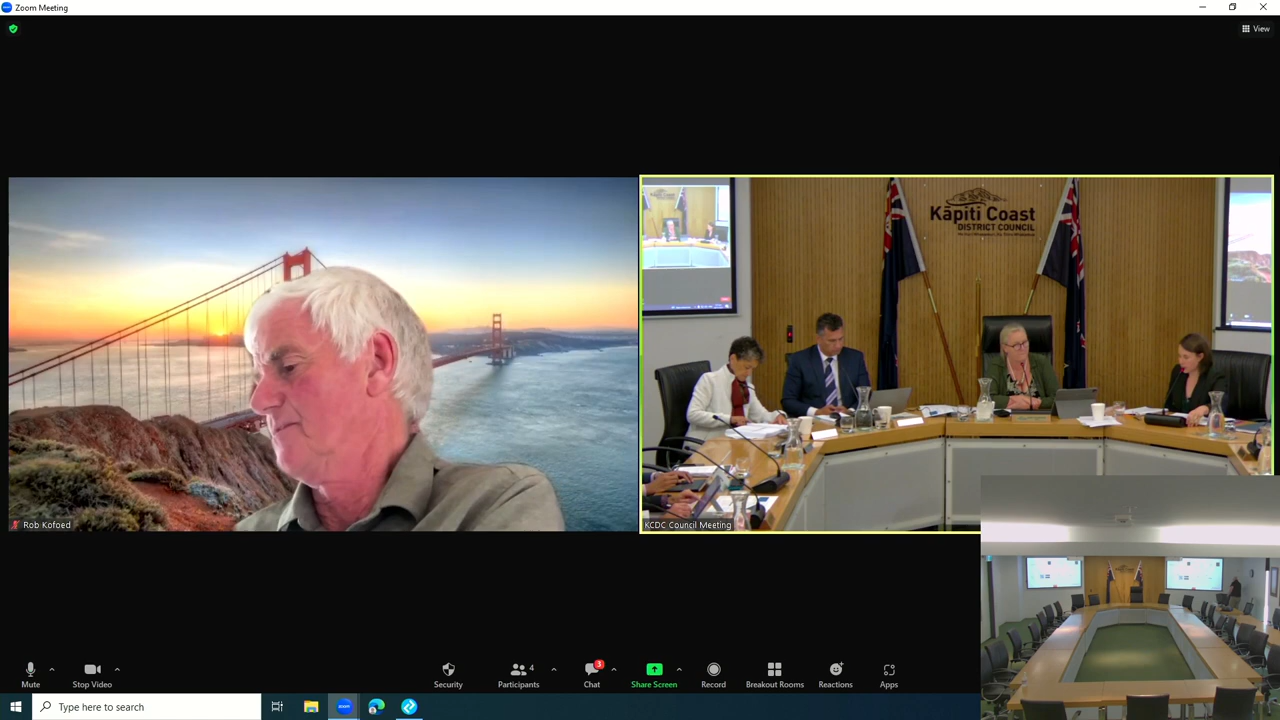 Zoom Meeting
View
Kāpiti Coast
DISTRICT COUNCIL
Rob Kofoed
KCDC Council Meeting
Mute
Stop Video
Security
Participants
4
Chat
3
Share Screen
Record
Breakout Rooms
Reactions
Apps
Type here to search
zoom